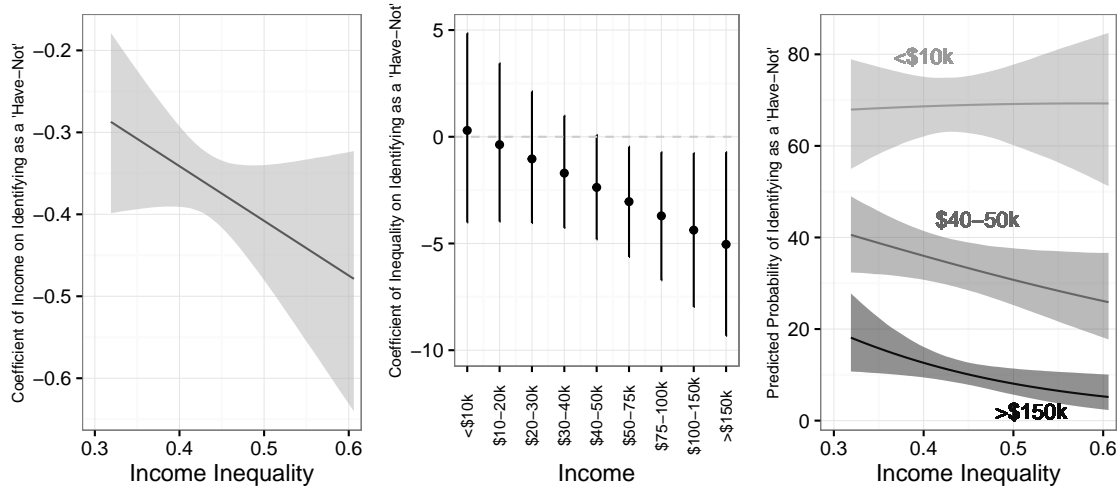 Coefficient of Income on Identifying as a 'Have−Not'
−0.2
−0.3
−0.4
−0.5
−0.6
0.3
0.4
0.5
0.6
Income Inequality
Coefficient of Inequality on Identifying as a 'Have−Not'
5
0
−5
−10
<$10k
$10−20k
$20−30k
$30−40k
$40−50k
$50−75k
$75−100k
$100−150k
>$150k
Income
Predicted Probability of Identifying as a 'Have−Not'
80
60
40
20
0
<$10k
$40−50k
>$150k
0.3
0.4
0.5
0.6
Income Inequality